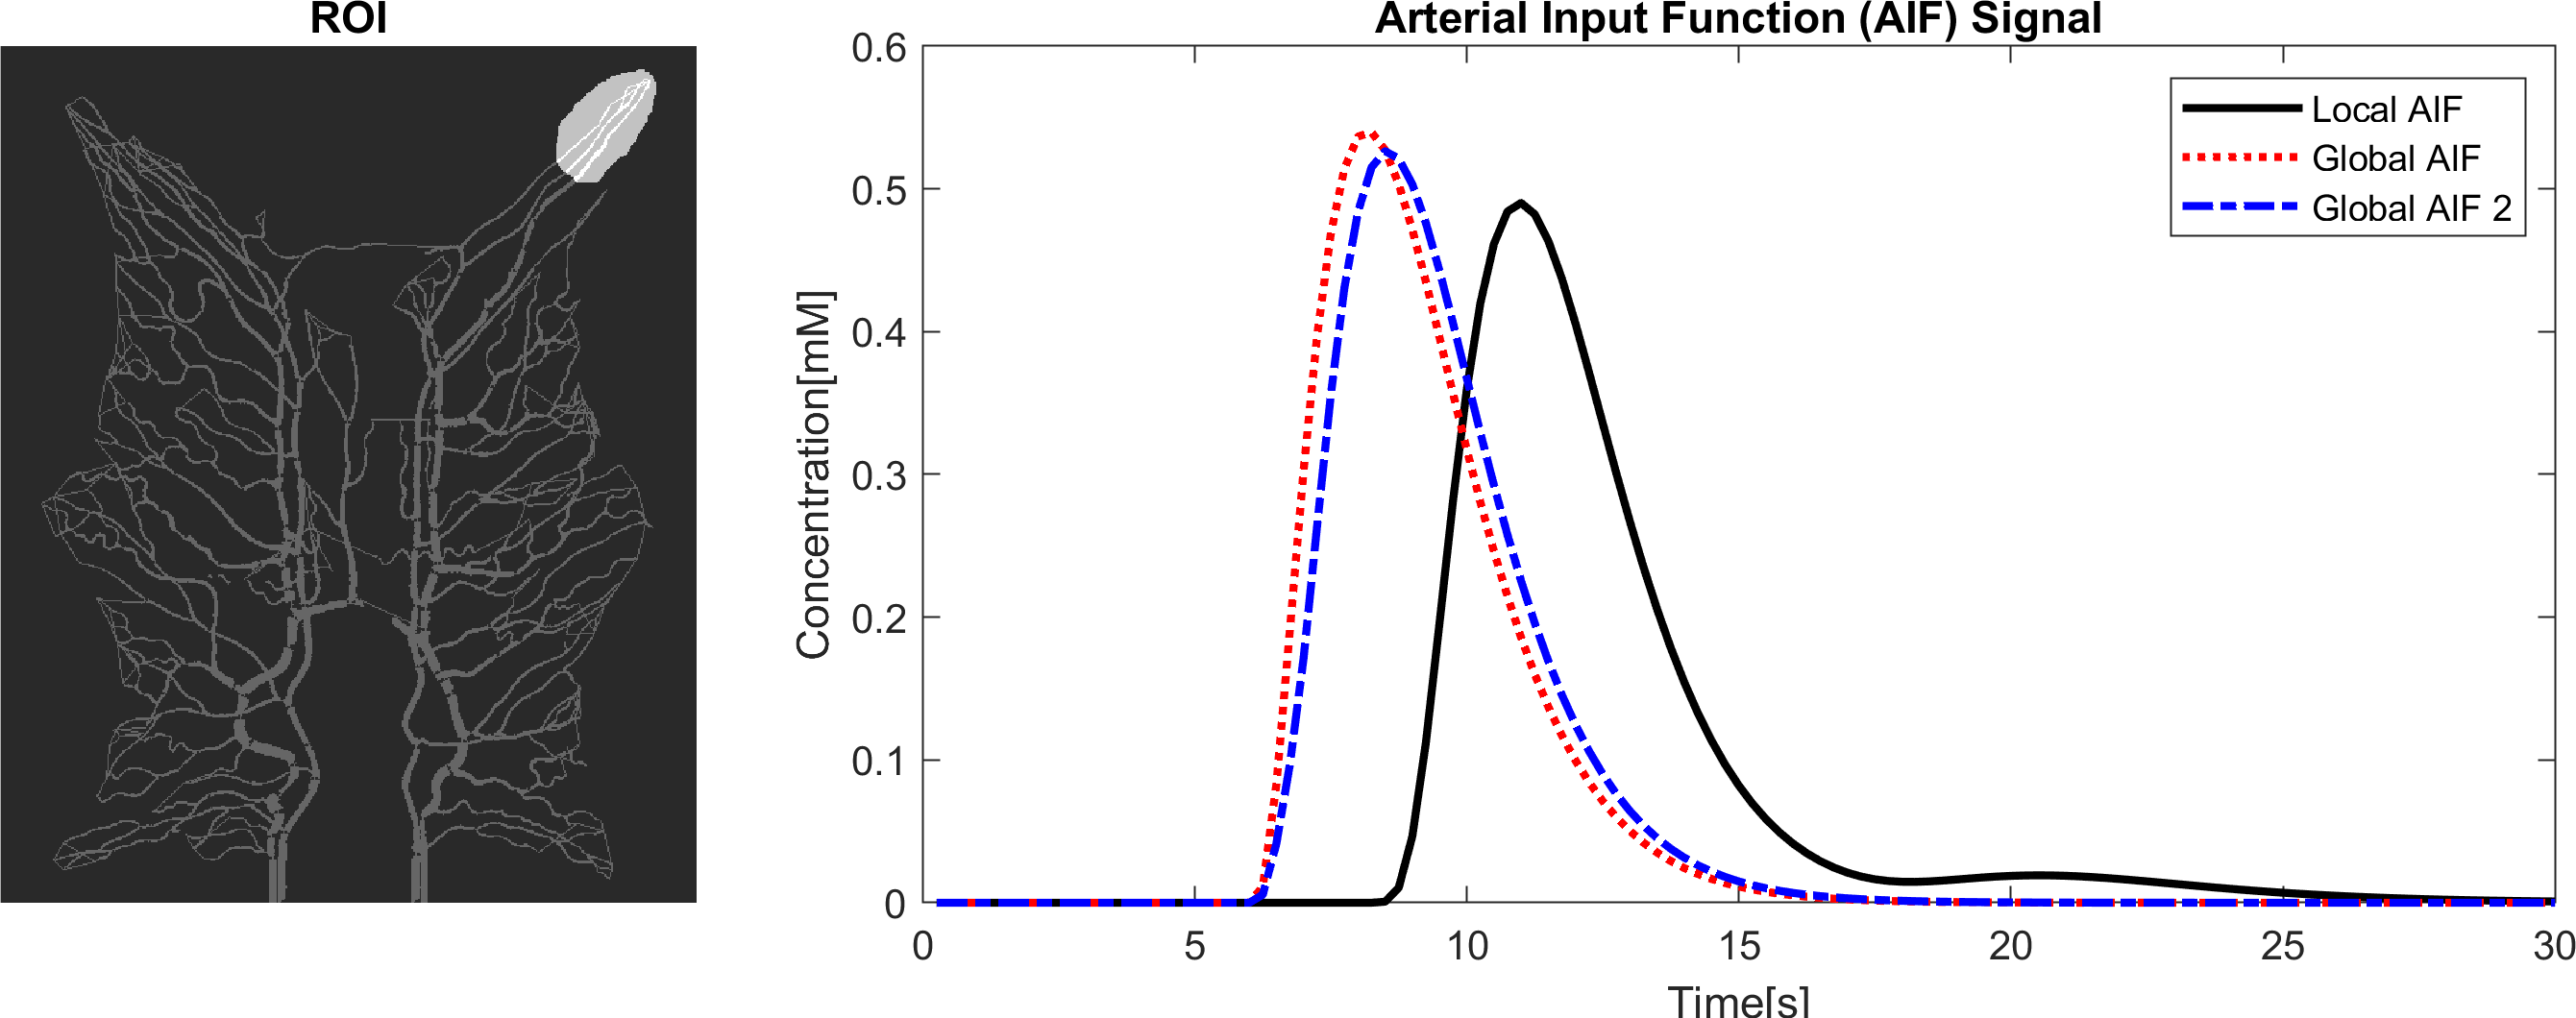 ROI
Arterial Input Function (AIF) Signal
0.6
0.5
0.4
0.3
0.2
0.1
0
Concentration[mM]
Local AIF
Global AIF
Global AIF 2
0 5 10 15 20 25 30
Time[s]